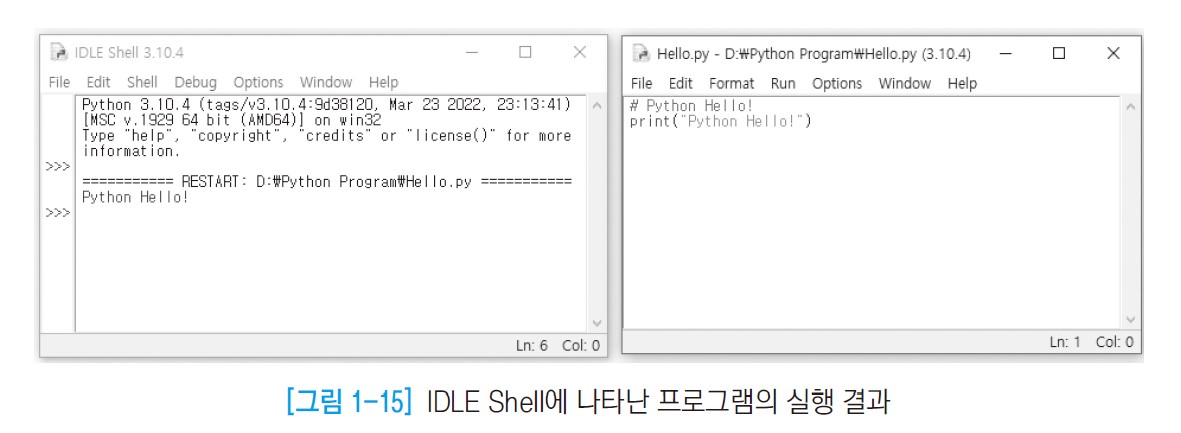 IDLE Shell 3.10.4
File Edit Shell Debug Options Window Help
Python 3.10.4 (tags/v3.10.4:9d38120, Mar 23 2022, 23:13:41)
[MSC v.1929 64 bit (AMD64)] on win32
Type "help", "copyright", "credits" or "license()" for more
information.
>>>
=========== RESTART: D:₩Python Program₩Hello.py ===========
Python Hello!
>>>
Ln: 6 Col: 0
Hello.py - D:₩Python Program₩Hello.py (3.10.4)
File Edit Format Run Options Window Help
# Python Hello!
print("Python Hello!")
Ln: 1 Col: 0
[그림 1-15] IDLE Shell에 나타난 프로그램의 실행 결과